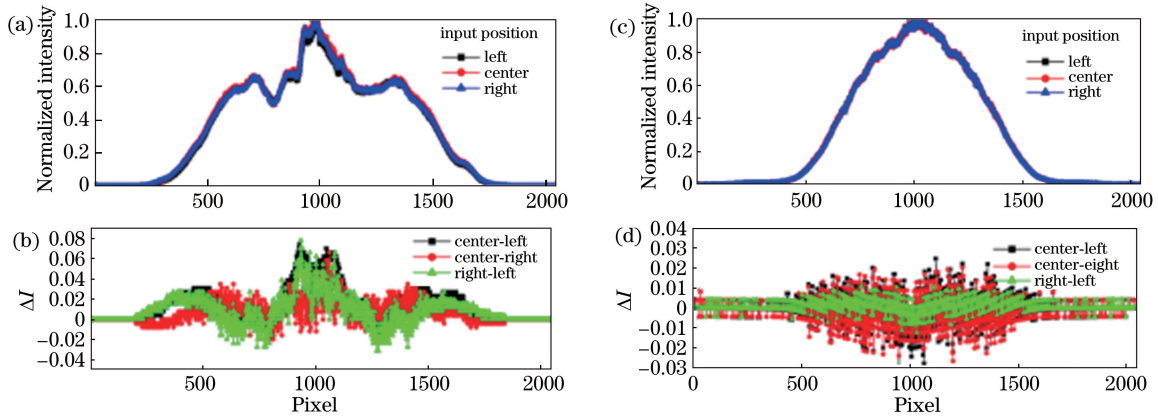 (a)
Normalized intensity
1.0
0.8
0.6
0.4
0.2
0
input position
left
center
right
500
1000
1500
2000
(b)
ΔI
0.08
0.06
0.04
0.02
0
−0.02
−0.04
center-left
center-right
right-left
500
1000
1500
2000
Pixel
(c)
Normalized intensity
1.0
0.8
0.6
0.4
0.2
0
input position
left
center
right
500
1000
1500
2000
(d)
ΔI
0.04
0.03
0.02
0.01
0
−0.01
−0.02
−0.03
center-left
center-eight
right-left
0
500
1000
1500
2000
Pixel